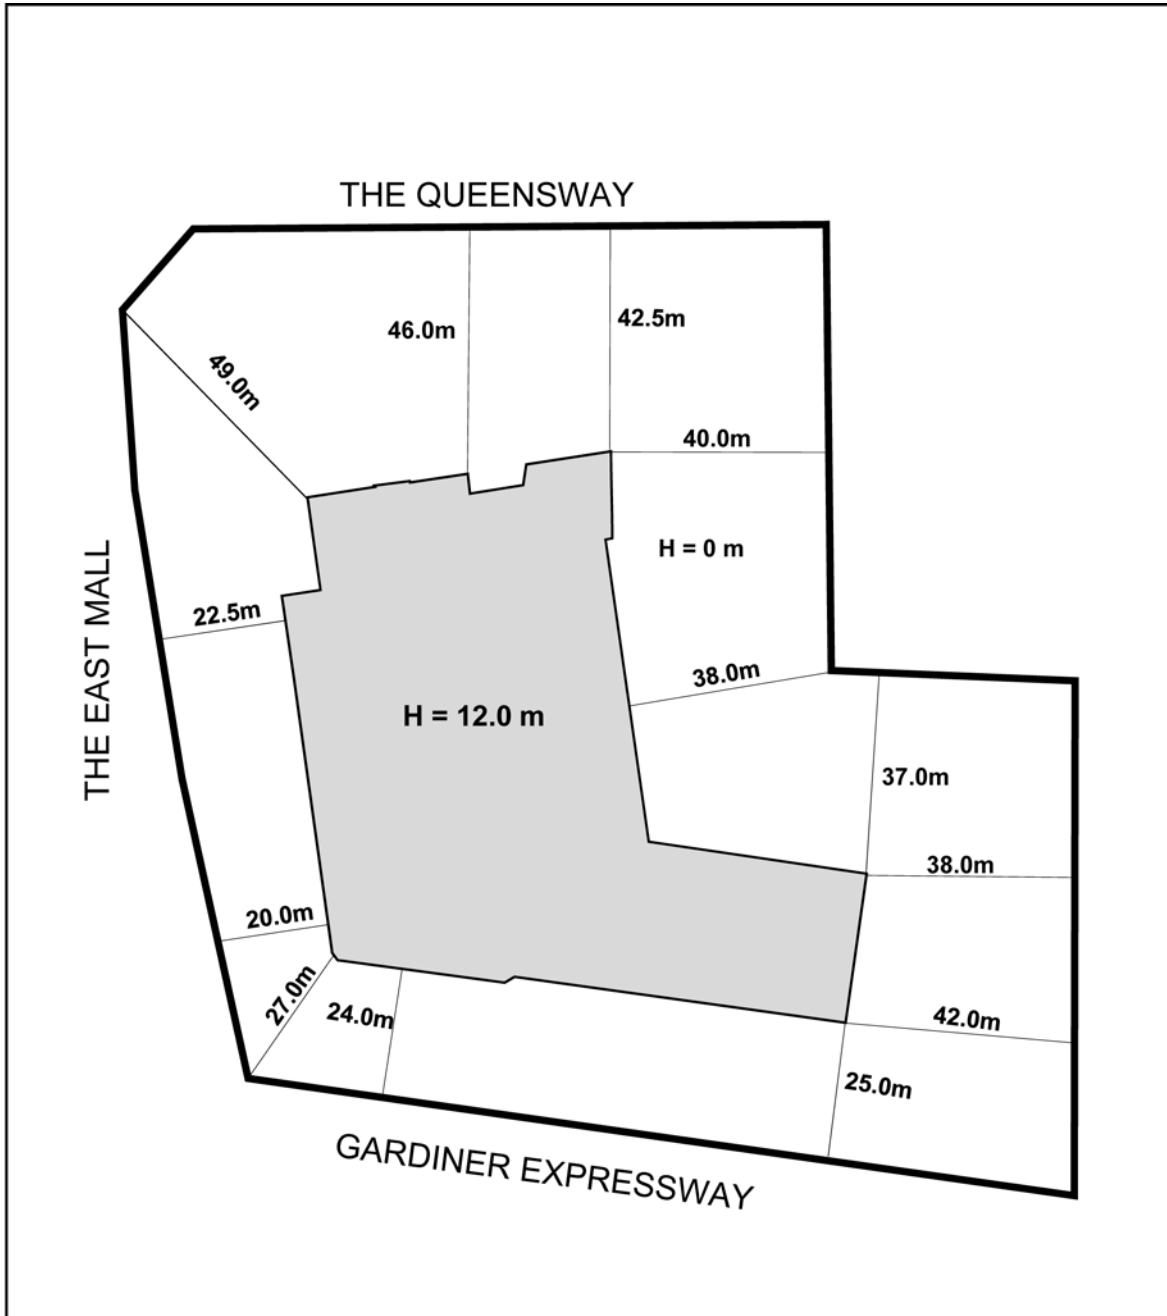 THE QUEENSWAY
46.0m
42.5m
49.0m
40.0m
H = 0 m
22.5m
THE EAST MALL
38.0m
H = 12.0 m
37.0m
38.0m
20.0m
27.0m
24.0m
42.0m
25.0m
GARDINER EXPRESSWAY